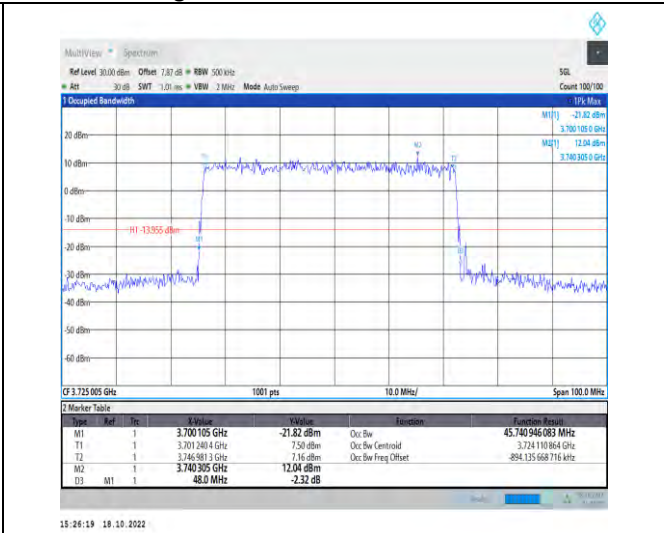 MultiView Spectrum
Ref Level 30.00 dBm Offset 7.87 dB RBW 500 kHz SGL
Att 30 dB SWT 1.01 ms VBW 2 MHz Mode Auto Sweep Count 100/100
1 Occupied Bandwidth 1Pk Max
M1[1] -21.82 dBm
3.700 105 0 GHz
M2[1] 12.04 dBm
3.740 305 0 GHz
20 dBm
M2
T1 T2
10 dBm
0 dBm
-10 dBm
H1 -13.955 dBm
M1
-20 dBm
-30 dBm
-40 dBm
-50 dBm
-60 dBm
CF 3.725 005 GHz 1001 pts 10.0 MHz/ Span 100.0 MHz
2 Marker Table
Type Ref Trc X-Value Y-Value Function Function Result
M1 1 3.700 105 GHz -21.82 dBm Occ Bw 45.740 946 083 MHz
T1 1 3.701 240 4 GHz 7.50 dBm Occ Bw Centroid 3.724 110 864 GHz
T2 1 3.746 981 3 GHz 7.16 dBm Occ Bw Freq Offset -894.135 668 716 kHz
M2 1 3.740 305 GHz 12.04 dBm
D3 M1 1 48.0 MHz -2.32 dB
15:26:19 18.10.2022